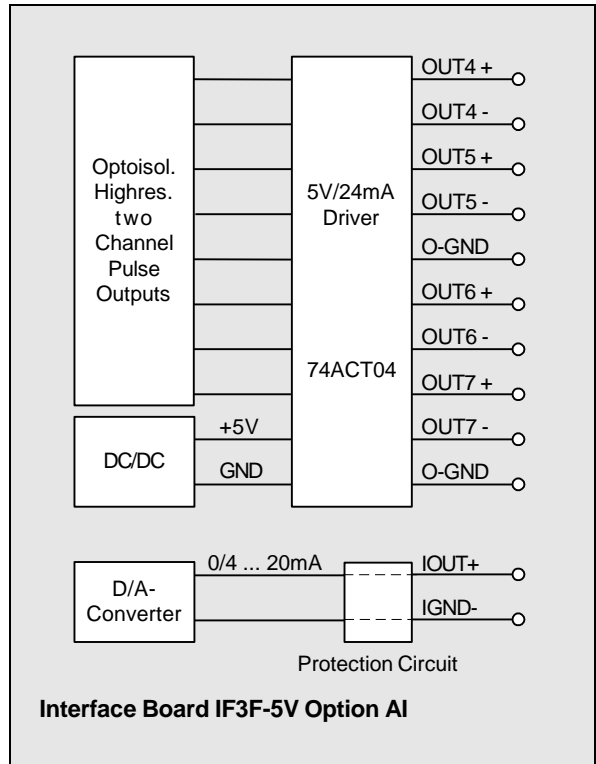 Optoisol.
Highres.
two
Channel
Pulse
Outputs
5V/24mA
Driver
74ACT04
OUT4 +
OUT4 -
OUT5 +
OUT5 -
O-GND
OUT6 +
OUT6 -
OUT7 +
OUT7 -
O-GND
DC/DC
+5V
GND
D/A-
Converter
0/4 ... 20mA
IOUT+
IGND-
Protection Circuit
Interface Board IF3F-5V Option AI